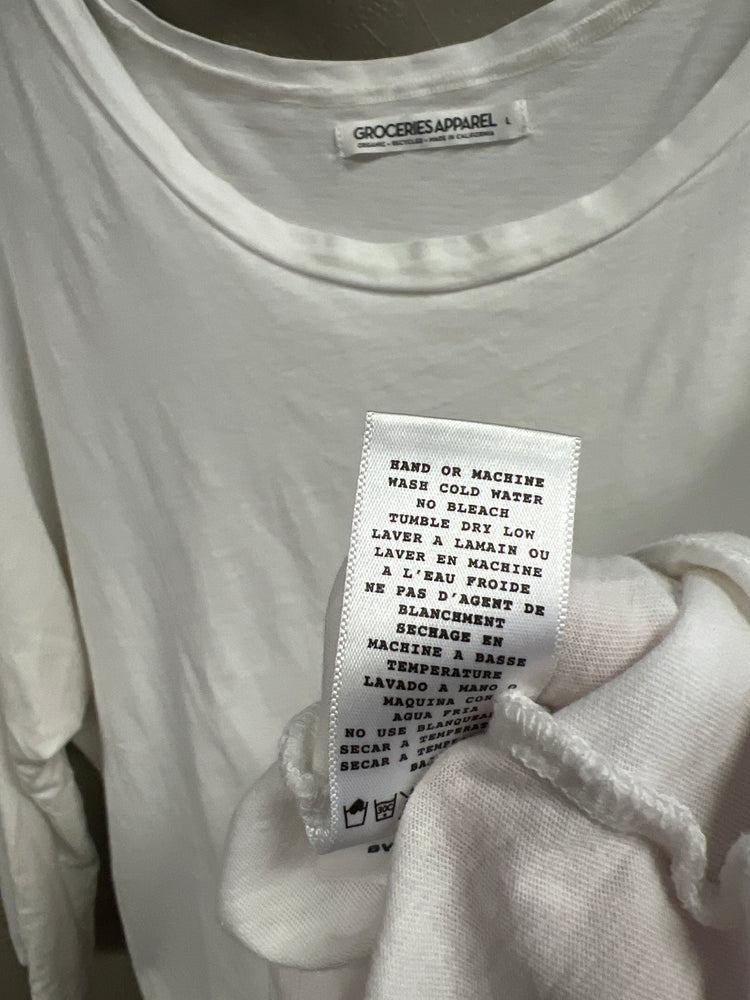 GROCERIES APPAREL L
ORGANIC • RECYCLED • MADE IN CALIFORNIA
HAND OR MACHINE
WASH COLD WATER
NO BLEACH
TUMBLE DRY LOW
LAVER A LAMAIN OU
LAVER EN MACHINE
A L'EAU FROIDE
NE PAS D'AGENT DE
BLANCHMENT
SECHAGE EN
MACHINE A BASSE
TEMPERATURE
LAVADO A MANO O
MAQUINA CON
AGUA FRIA
NO USE
SECAR A
SECAR A
30C